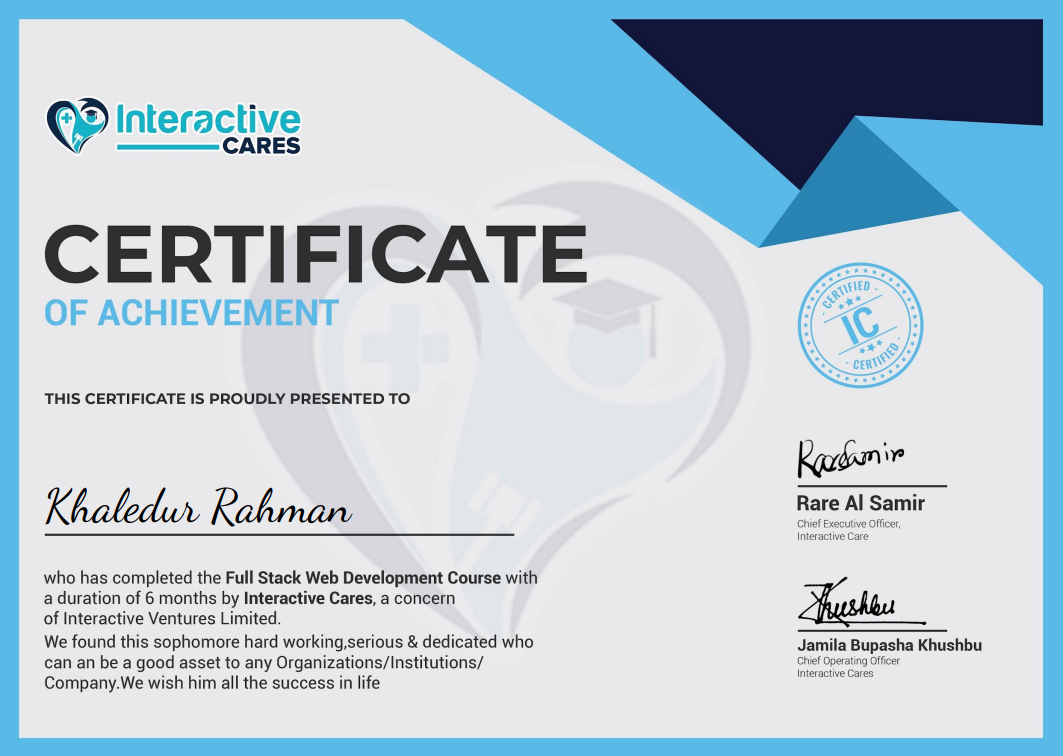 Interactive
CARES
CERTIFICATE
OF ACHIEVEMENT
THIS CERTIFICATE IS PROUDLY PRESENTED TO
Khaledur Rahman
who has completed the Full Stack Web Development Course with
a duration of 6 months by Interactive Cares, a concern
of Interactive Ventures Limited.
We found this sophomore hard working,serious & dedicated who
can an be a good asset to any Organizations/Institutions/
Company.We wish him all the success in life
- CERTIFIED -
IC
- CERTIFIED -
Rare Al Samir
Chief Executive Officer,
Interactive Care
Khushbu
Jamila Bupasha Khushbu
Chief Operating Officer
Interactive Cares